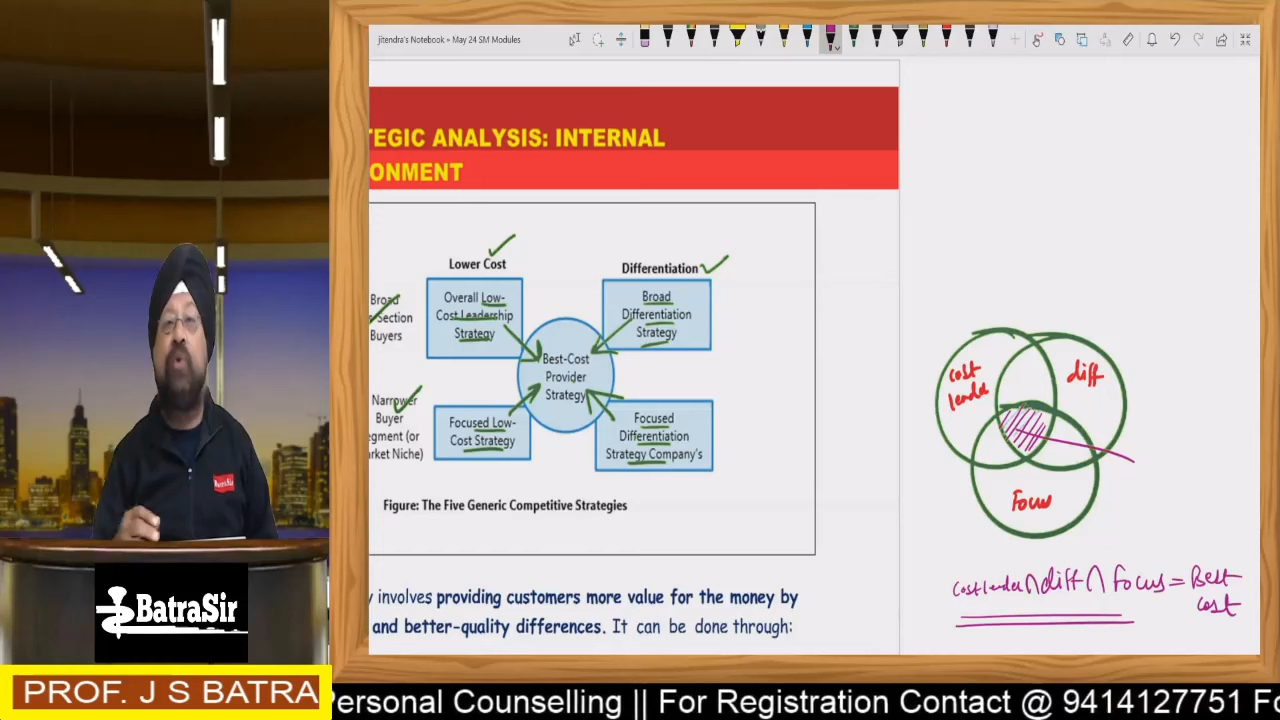 jitendra's Notebook » May 24 SM Modules
TEGIC ANALYSIS: INTERNAL
ONMENT
Lower Cost
Differentiation
Broad
Section
Buyers
Overall Low-
Cost Leadership
Strategy
Broad
Differentiation
Strategy
Best-Cost
Provider
Strategy
Narrower
Buyer
egment (or
arket Niche)
Focused Low-
Cost Strategy
Focused
Differentiation
Strategy Company's
Figure: The Five Generic Competitive Strategies
y involves providing customers more value for the money by
and better-quality differences. It can be done through:
cost
leader
diff
Focus
cost leader ∩ diff ∩ Focus = Best
cost
BatraSir
BatraSir
PROF. J S BATRA
Personal Counselling || For Registration Contact @ 9414127751 Fo